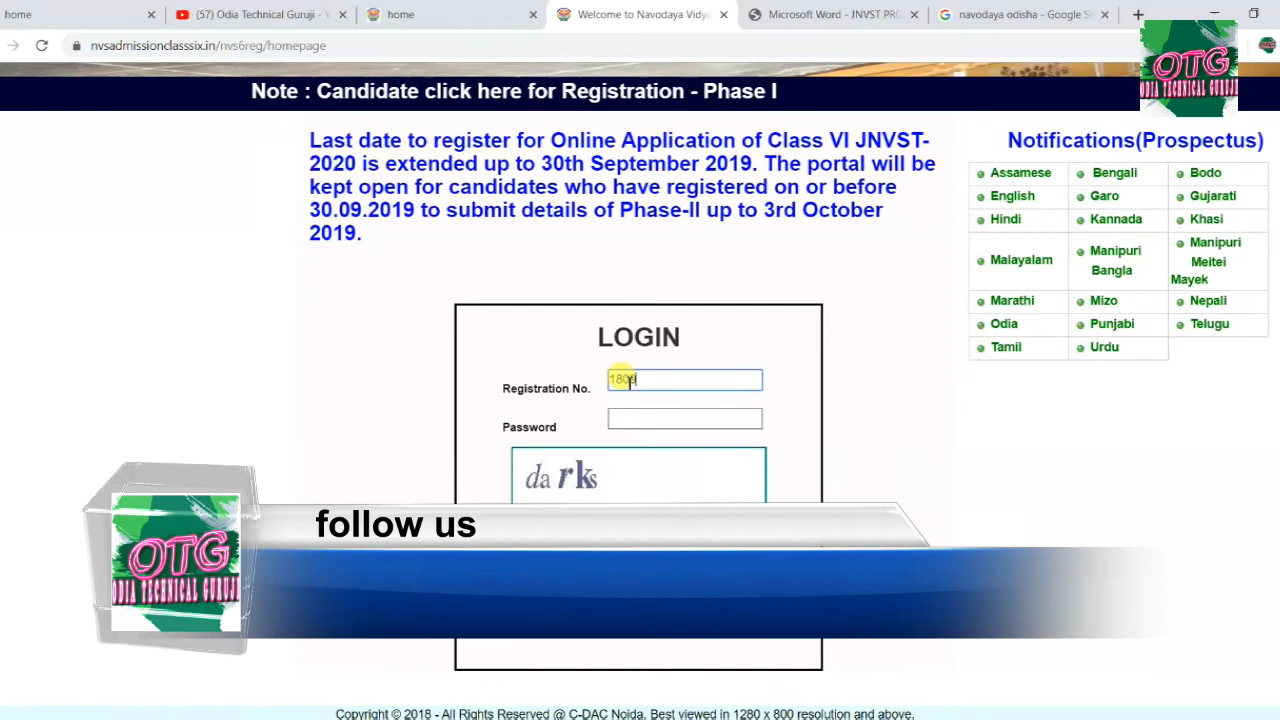 home
(57) Odia Technical Guruji - Y
home
Welcome to Navodaya Vidya
Microsoft Word - JNVST PRO
navodaya odisha - Google Se
nvsadmissionclasssix.in/nvs6reg/homepage
OTG
ODIA TECHNICAL GURUJI
Note : Candidate click here for Registration - Phase I
Last date to register for Online Application of Class VI JNVST-
2020 is extended up to 30th September 2019. The portal will be
kept open for candidates who have registered on or before
30.09.2019 to submit details of Phase-II up to 3rd October
2019.
Notifications(Prospectus)
Assamese Bengali Bodo
English Garo Gujarati
Hindi Kannada Khasi
Malayalam Manipuri Bangla Manipuri Meitei Mayek
Marathi Mizo Nepali
Odia Punjabi Telugu
Tamil Urdu
LOGIN
Registration No. 1809
Password
da rks
follow us
OTG
ODIA TECHNICAL GURUJI
Copyright © 2018 - All Rights Reserved @ C-DAC Noida. Best viewed in 1280 x 800 resolution and above.